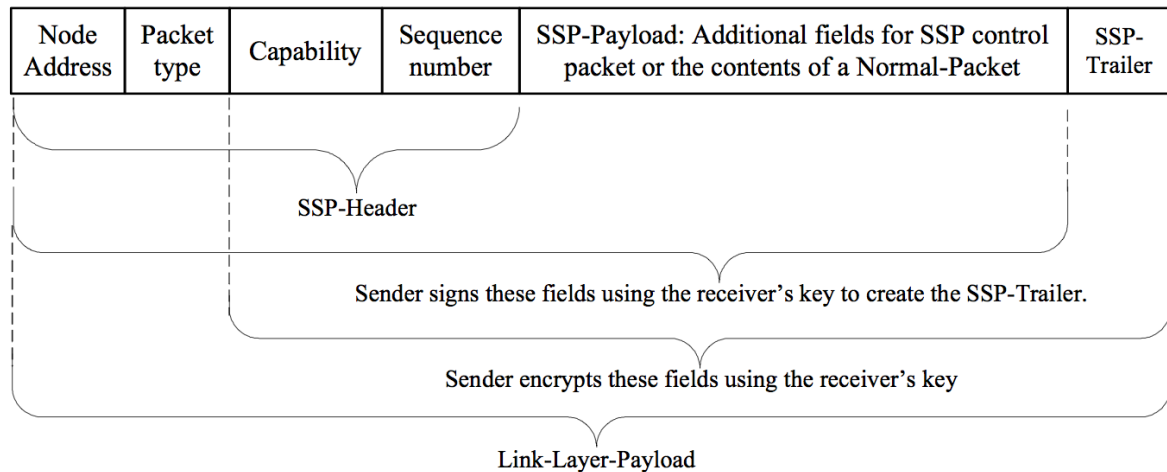 Node
Address
Packet
type
Capability
Sequence
number
SSP-Payload: Additional fields for SSP control
packet or the contents of a Normal-Packet
SSP-
Trailer
SSP-Header
Sender signs these fields using the receiver’s key to create the SSP-Trailer.
Sender encrypts these fields using the receiver’s key
Link-Layer-Payload